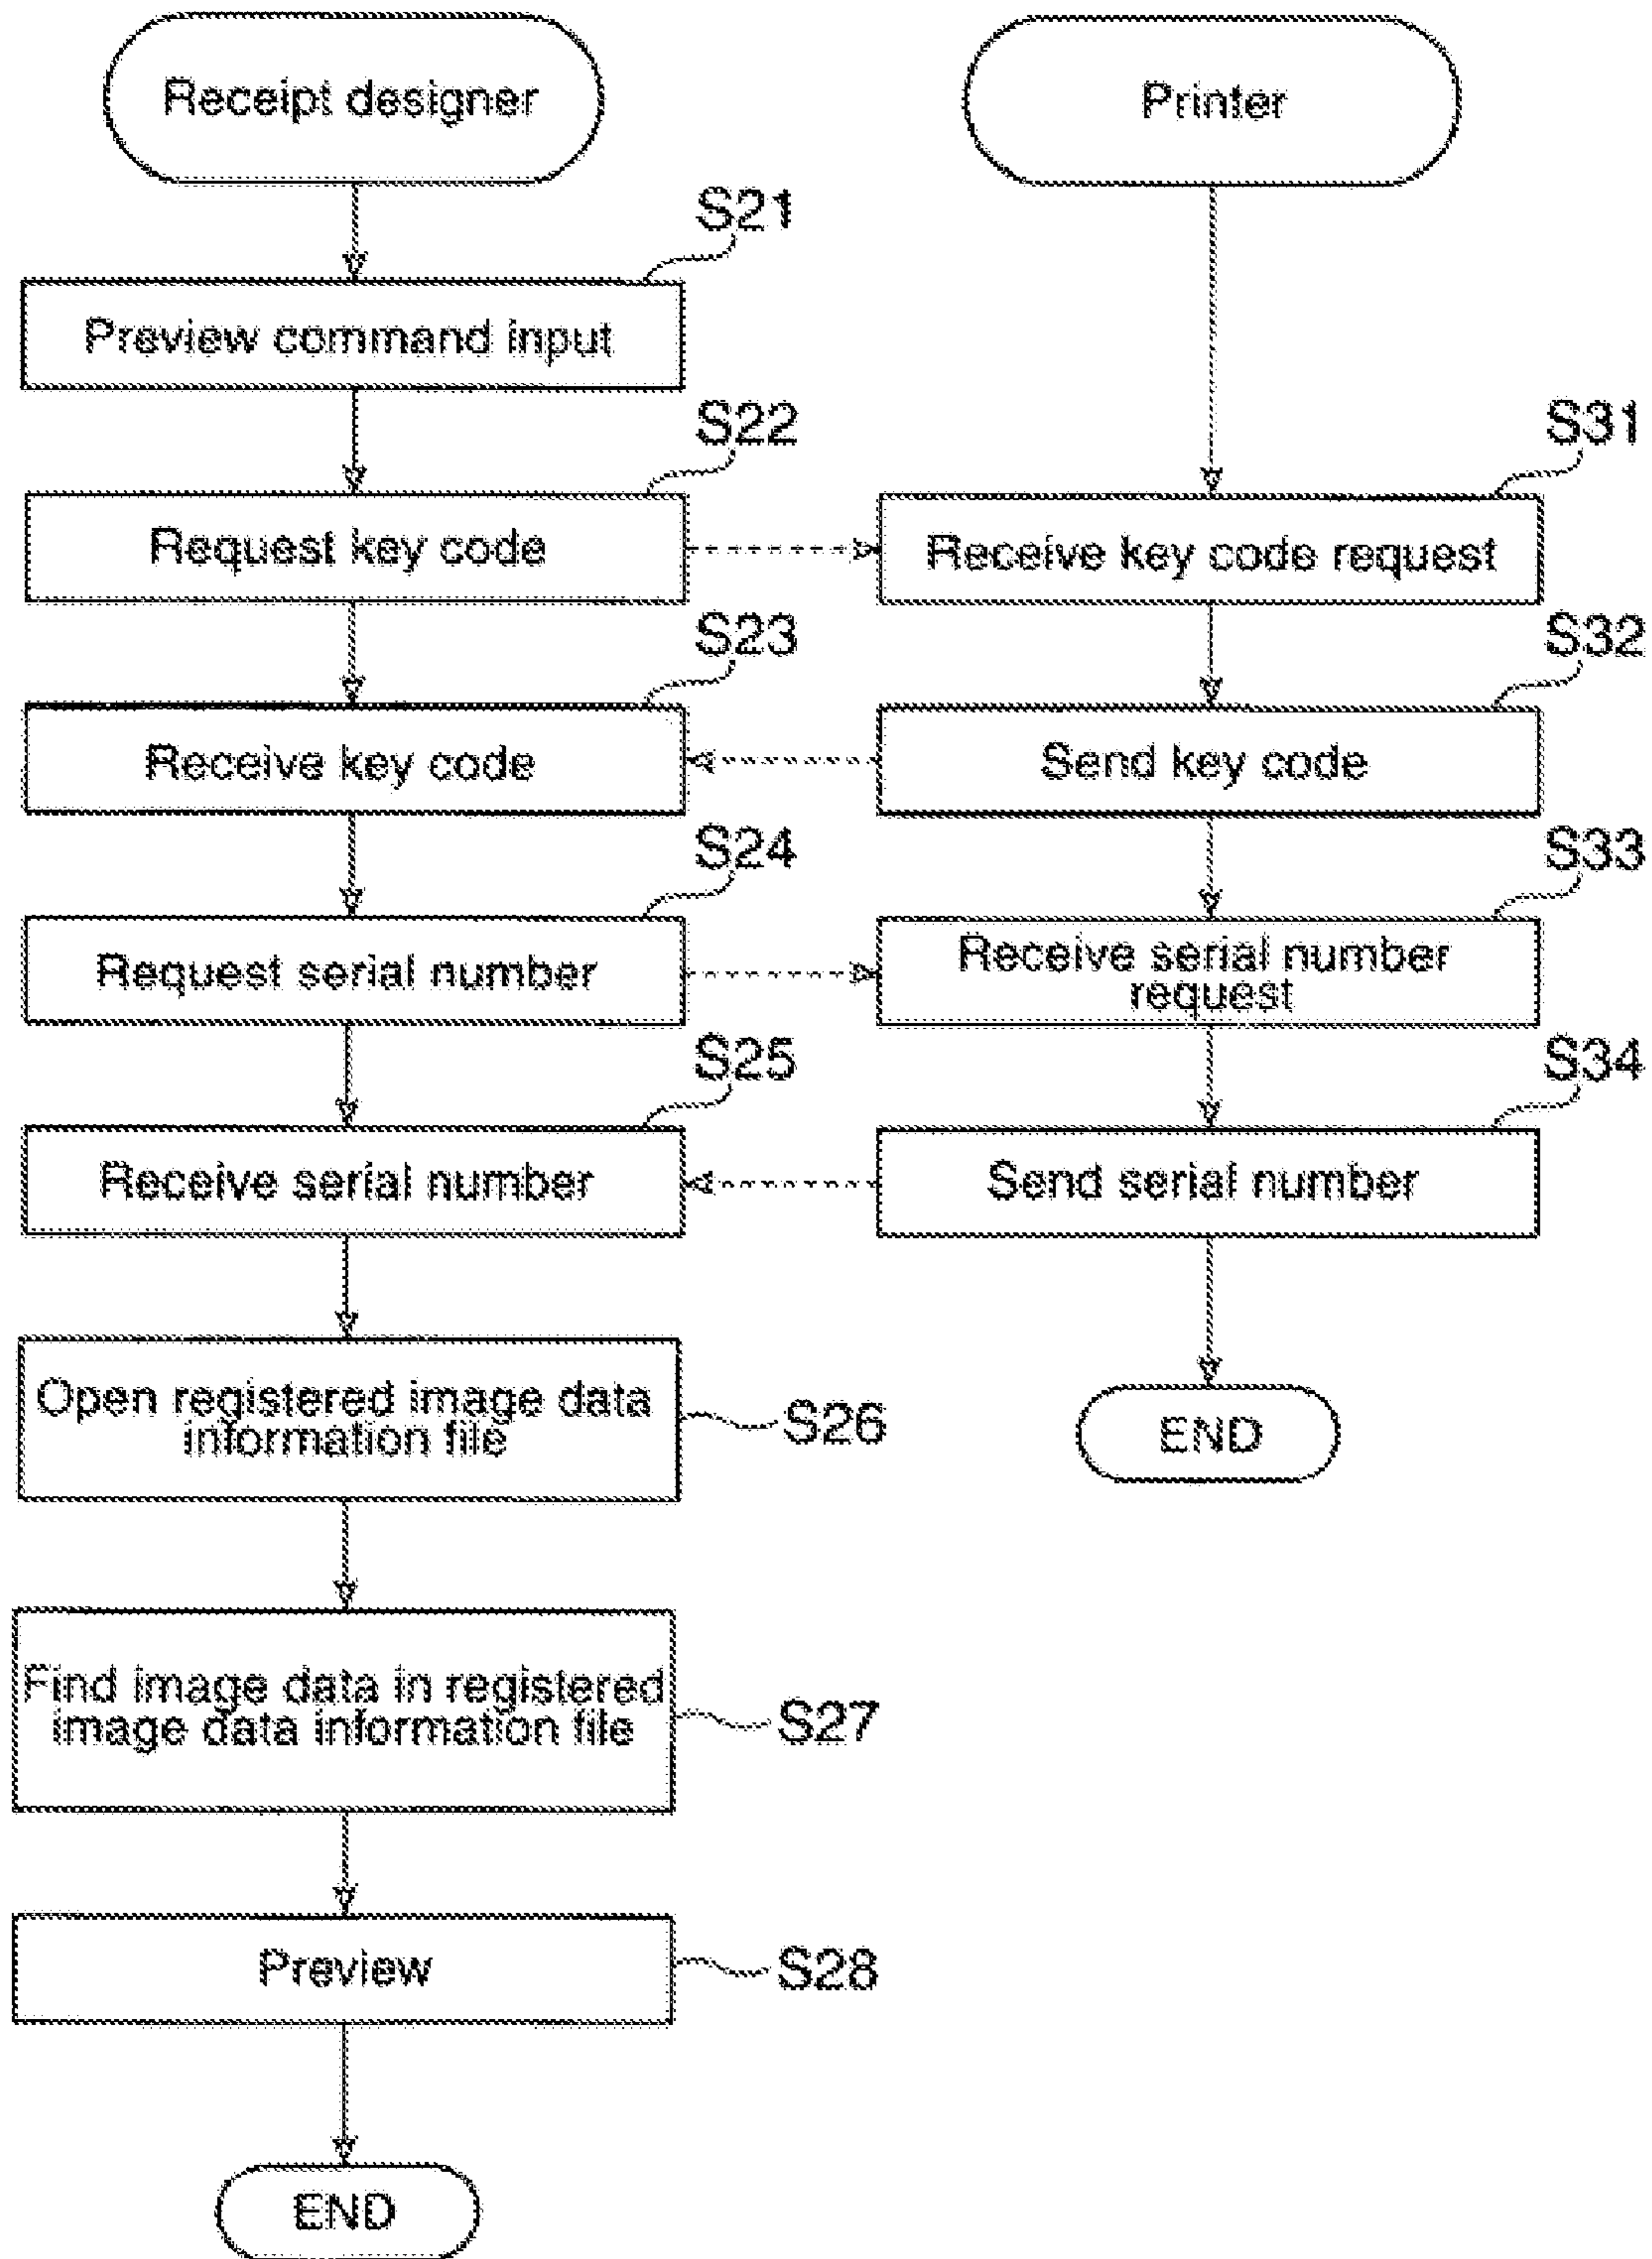 Receipt designer
Printer
S21
Preview command input
S22
S31
Request key code
Receive key code request
S23
S32
Receive key code
Send key code
S24
S33
Request serial number
Receive serial number
request
S25
S34
Receive serial number
Send serial number
Open registered image data
information file
S26
END
Find image data in registered
image data information file
S27
Preview
S28
END